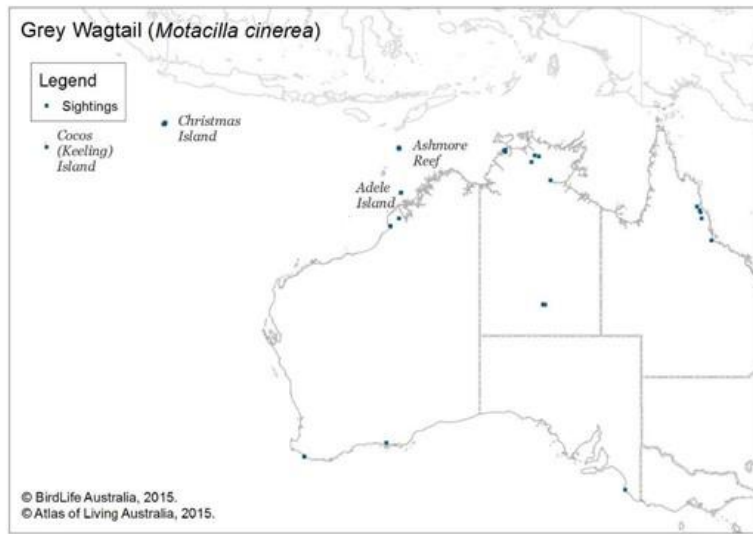 Grey Wagtail (Motacilla cinerea)
Legend
Sightings
Cocos
(Keeling)
Island
Christmas
Island
Ashmore
Reef
Adele
Island
© BirdLife Australia, 2015.
© Atlas of Living Australia, 2015.